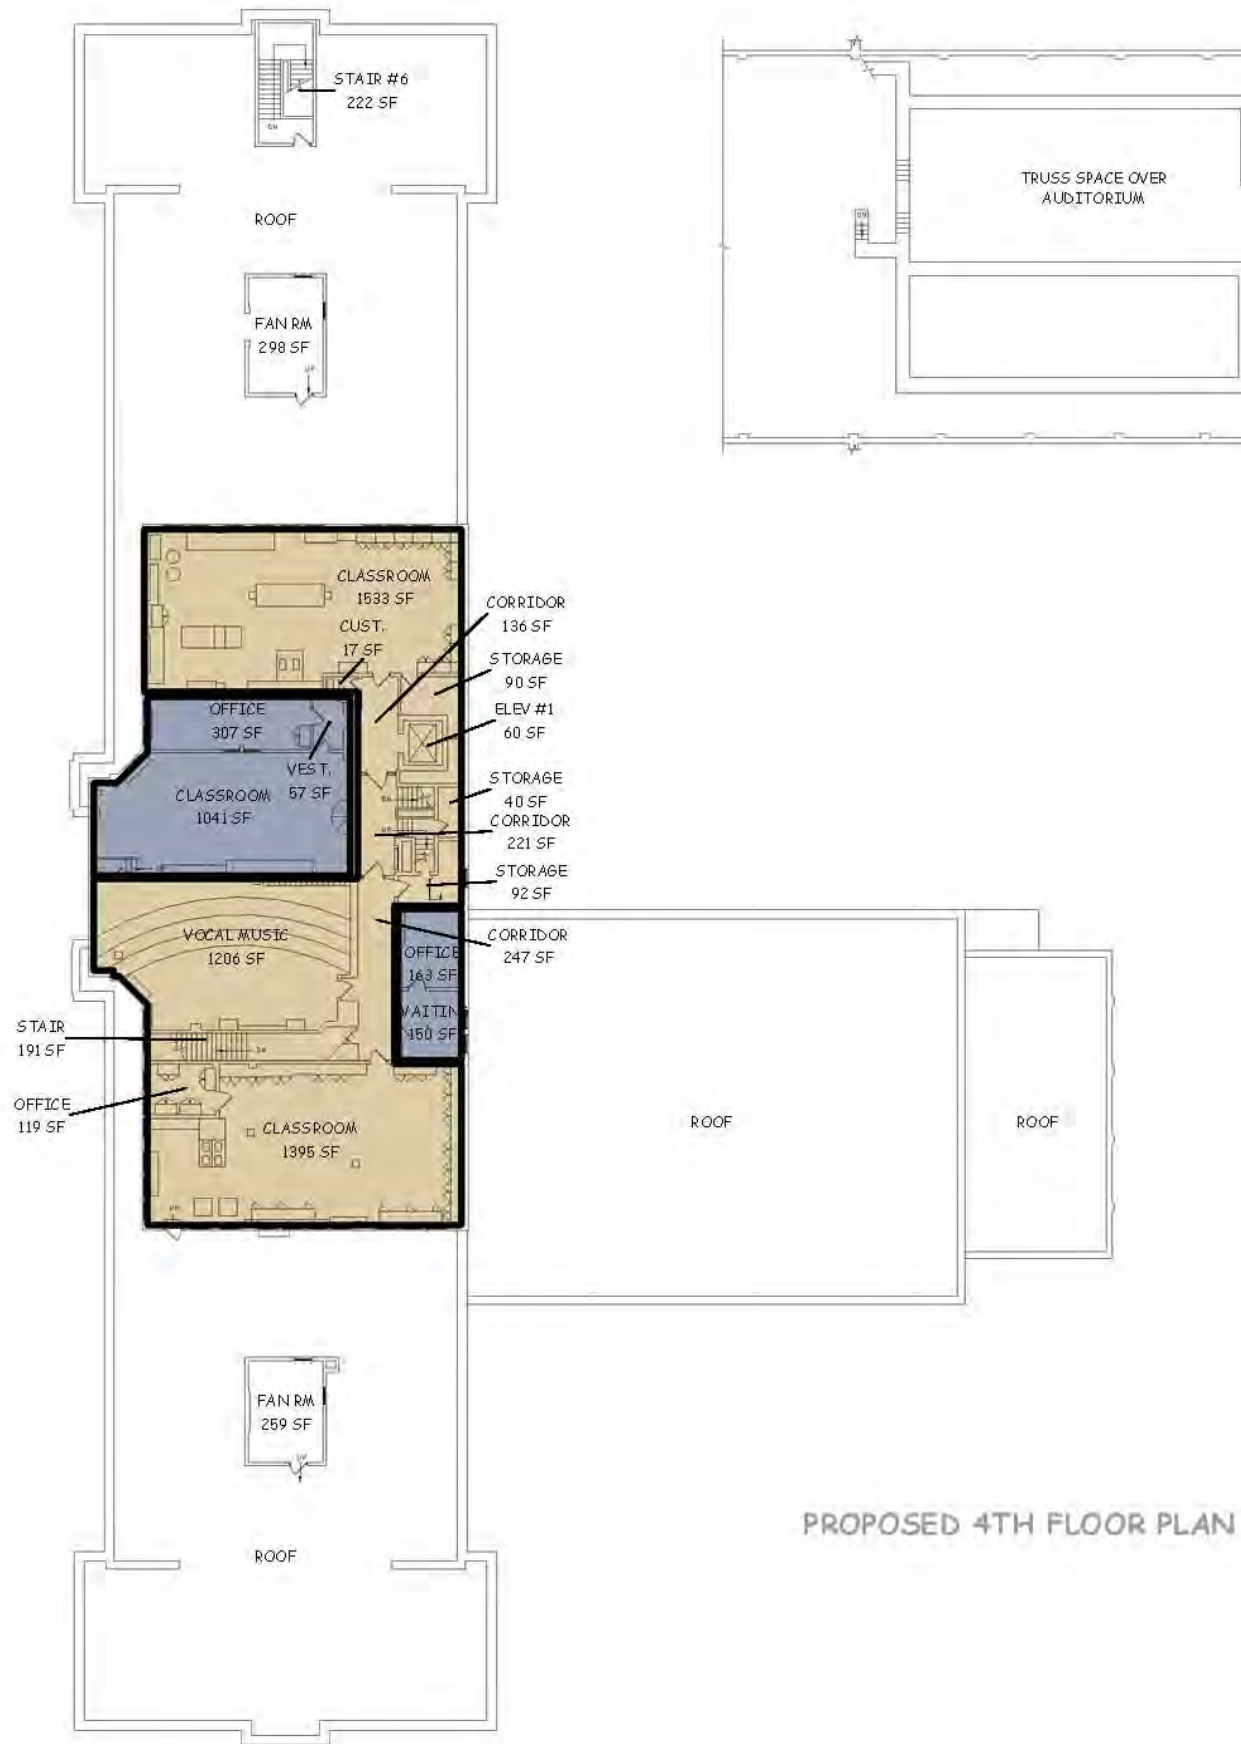 STAIR #6
222 SF
TRUSS SPACE OVER
AUDITORIUM
ROOF
FAN RM
298 SF
UP
CLASSROOM
1533 SF
CUST.
17 SF
CORRIDOR
136 SF
STORAGE
90 SF
OFFICE
307 SF
ELEV #1
60 SF
VEST.
57 SF
CLASSROOM
1041 SF
STORAGE
40 SF
CORRIDOR
221 SF
STORAGE
92 SF
VOCAL MUSIC
1206 SF
CORRIDOR
247 SF
OFFICE
163 SF
WAITING
150 SF
STAIR
191 SF
OFFICE
119 SF
CLASSROOM
1395 SF
ROOF
ROOF
FAN RM
259 SF
UP
PROPOSED 4TH FLOOR PLAN
ROOF